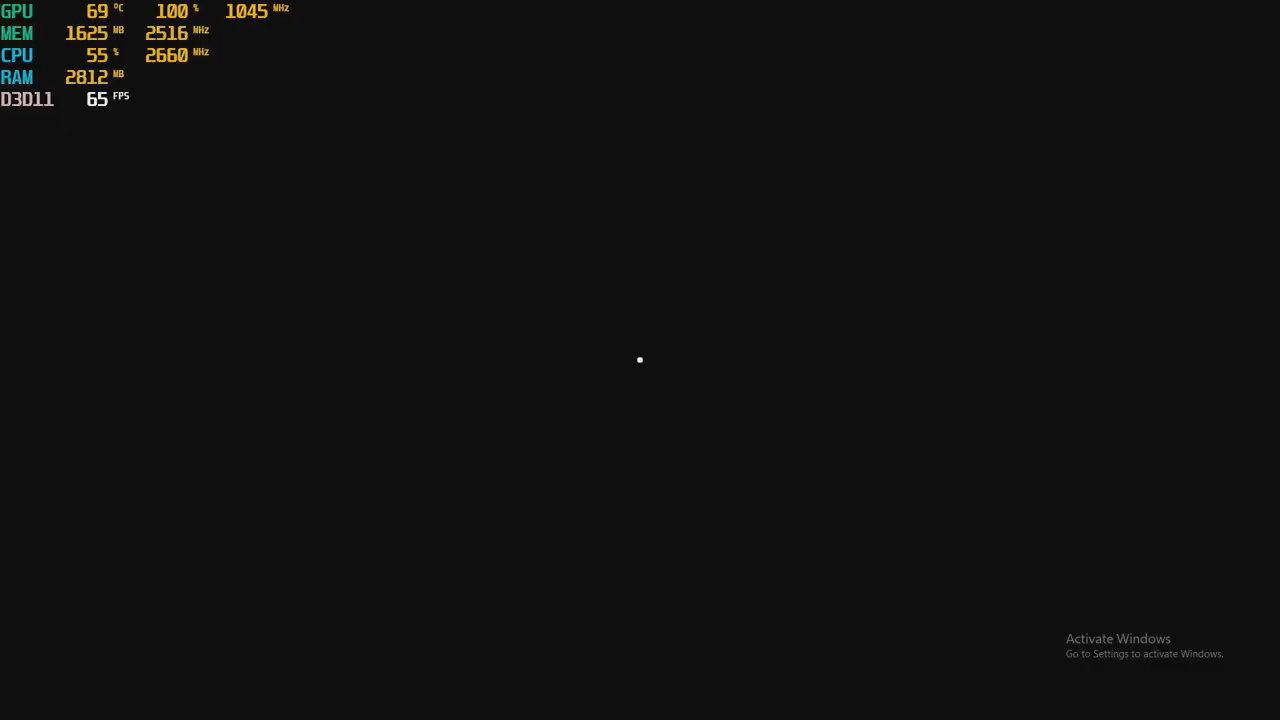 GPU 69 °C 100 % 1045 MHz
MEM 1625 MB 2516 MHz
CPU 55 % 2660 MHz
RAM 2812 MB
D3D11 65 FPS
Activate Windows
Go to Settings to activate Windows.